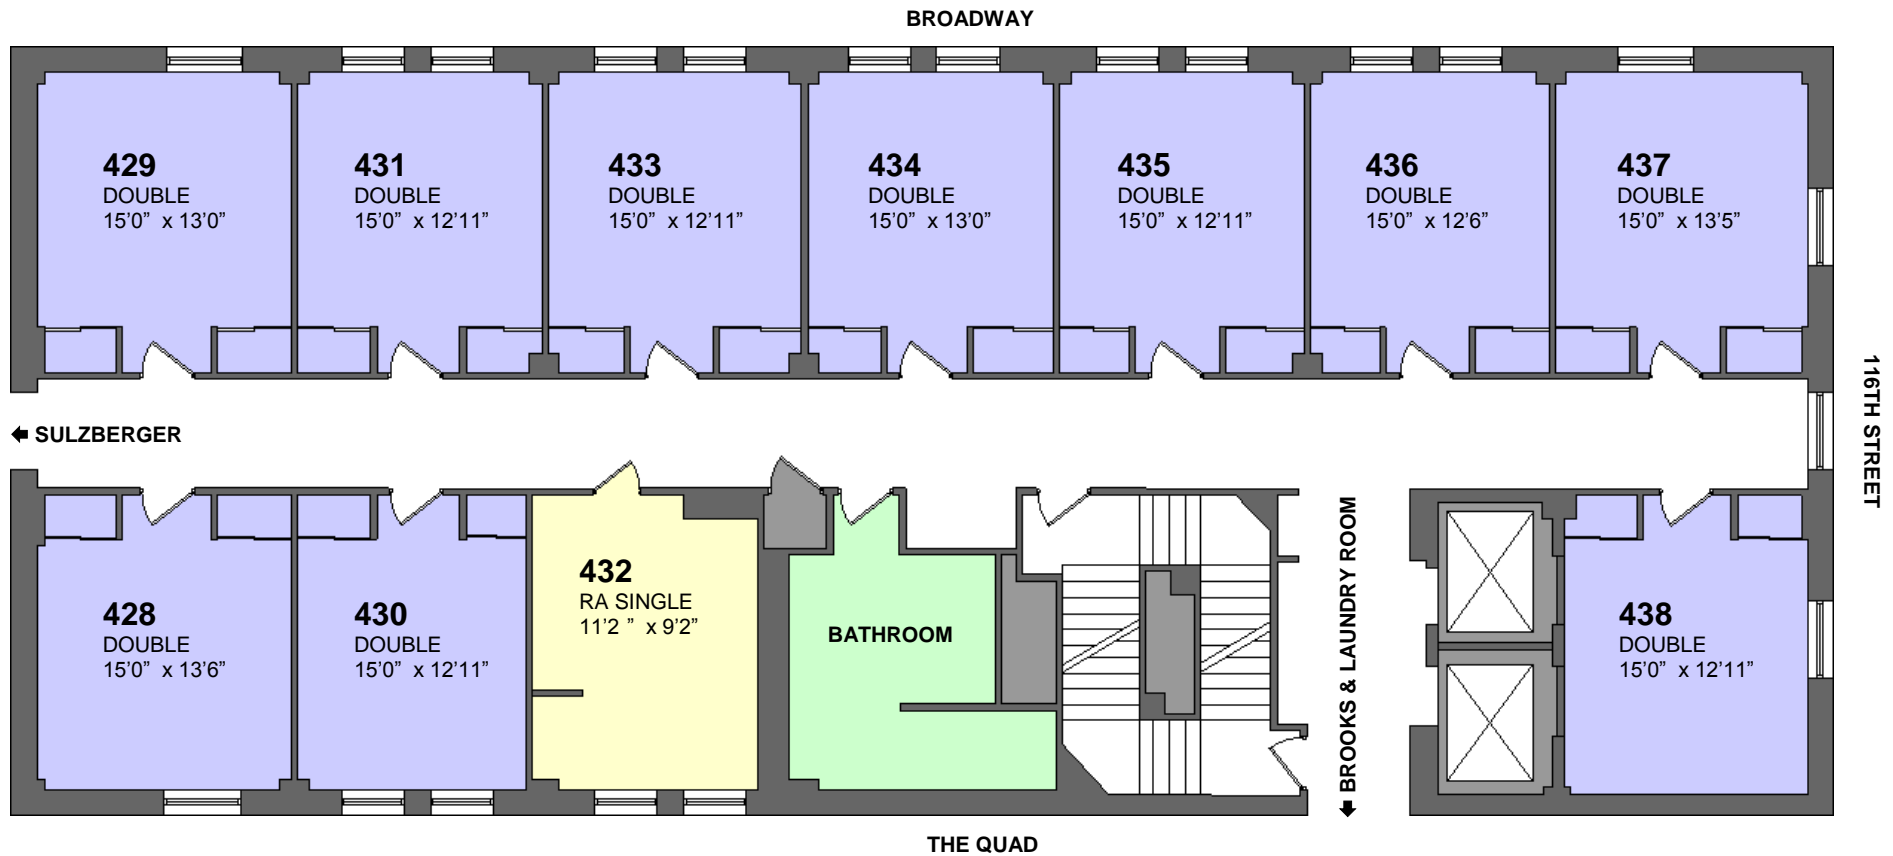 BROADWAY
429
DOUBLE
15’0”  x 13’0”
431
DOUBLE
15’0”  x 12’11”
433
DOUBLE
15’0”  x 12’11”
434
DOUBLE
15’0”  x 13’0”
435
DOUBLE
15’0”  x 12’11”
436
DOUBLE
15’0”  x 12’6”
437
DOUBLE
15’0”  x 13’5”
116TH STREET
SULZBERGER
428
DOUBLE
15’0”  x 13’6”
430
DOUBLE
15’0”  x 12’11”
432
RA SINGLE
11’2 ”  x 9’2”
BATHROOM
BROOKS & LAUNDRY ROOM
438
DOUBLE
15’0”  x 12’11”
THE QUAD